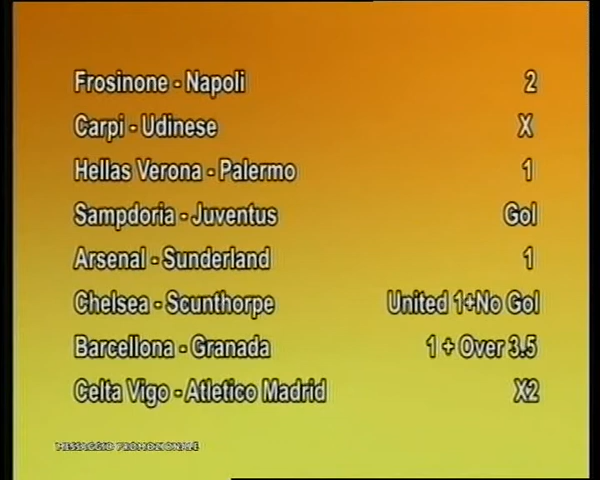 Frosinone - Napoli 2
Carpi - Udinese X
Hellas Verona - Palermo 1
Sampdoria - Juventus Gol
Arsenal - Sunderland 1
Chelsea - Scunthorpe United 1+No Gol
Barcellona - Granada 1 + Over 3.5
Celta Vigo - Atletico Madrid X2
MESSAGGIO PROMOZIONALE